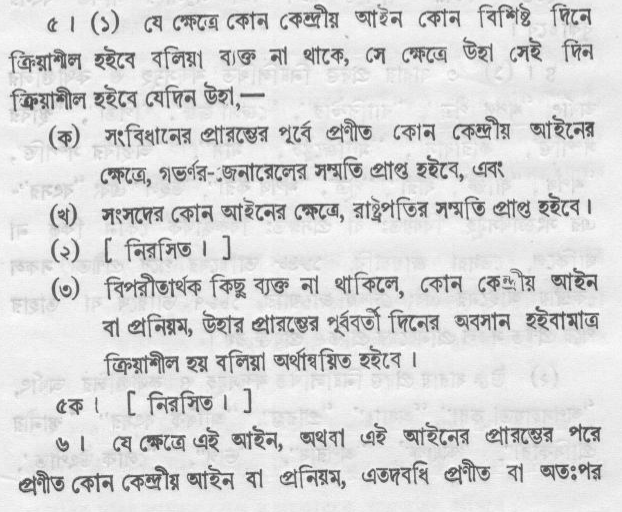 ৫। (১) যে ক্ষেত্রে কোন কেন্দ্রীয় আইন কোন বিশিষ্ট দিনে
ক্রিয়াশীল হইবে বলিয়া ব্যক্ত না থাকে, সে ক্ষেত্রে উহা সেই দিন
ক্রিয়াশীল হইবে যেদিন উহা,—
(ক) সংবিধানের প্রারম্ভের পূর্বে প্রণীত কোন কেন্দ্রীয় আইনের
ক্ষেত্রে, গভর্নর-জেনারেলের সম্মতি প্রাপ্ত হইবে, এবং
(খ) সংসদের কোন আইনের ক্ষেত্রে, রাষ্ট্রপতির সম্মতি প্রাপ্ত হইবে।
(২) [ নিরসিত। ]
(৩) বিপরীতার্থক কিছু ব্যক্ত না থাকিলে, কোন কেন্দ্রীয় আইন
বা প্রনিয়ম, উহার প্রারম্ভের পূর্ববর্তী দিনের অবসান হইবামাত্র
ক্রিয়াশীল হয় বলিয়া অর্থান্বয়িত হইবে।
৫ক। [ নিরসিত। ]
৬। যে ক্ষেত্রে এই আইন, অথবা এই আইনের প্রারম্ভের পরে
প্রণীত কোন কেন্দ্রীয় আইন বা প্রনিয়ম, এতদবধি প্রণীত বা অতঃপর